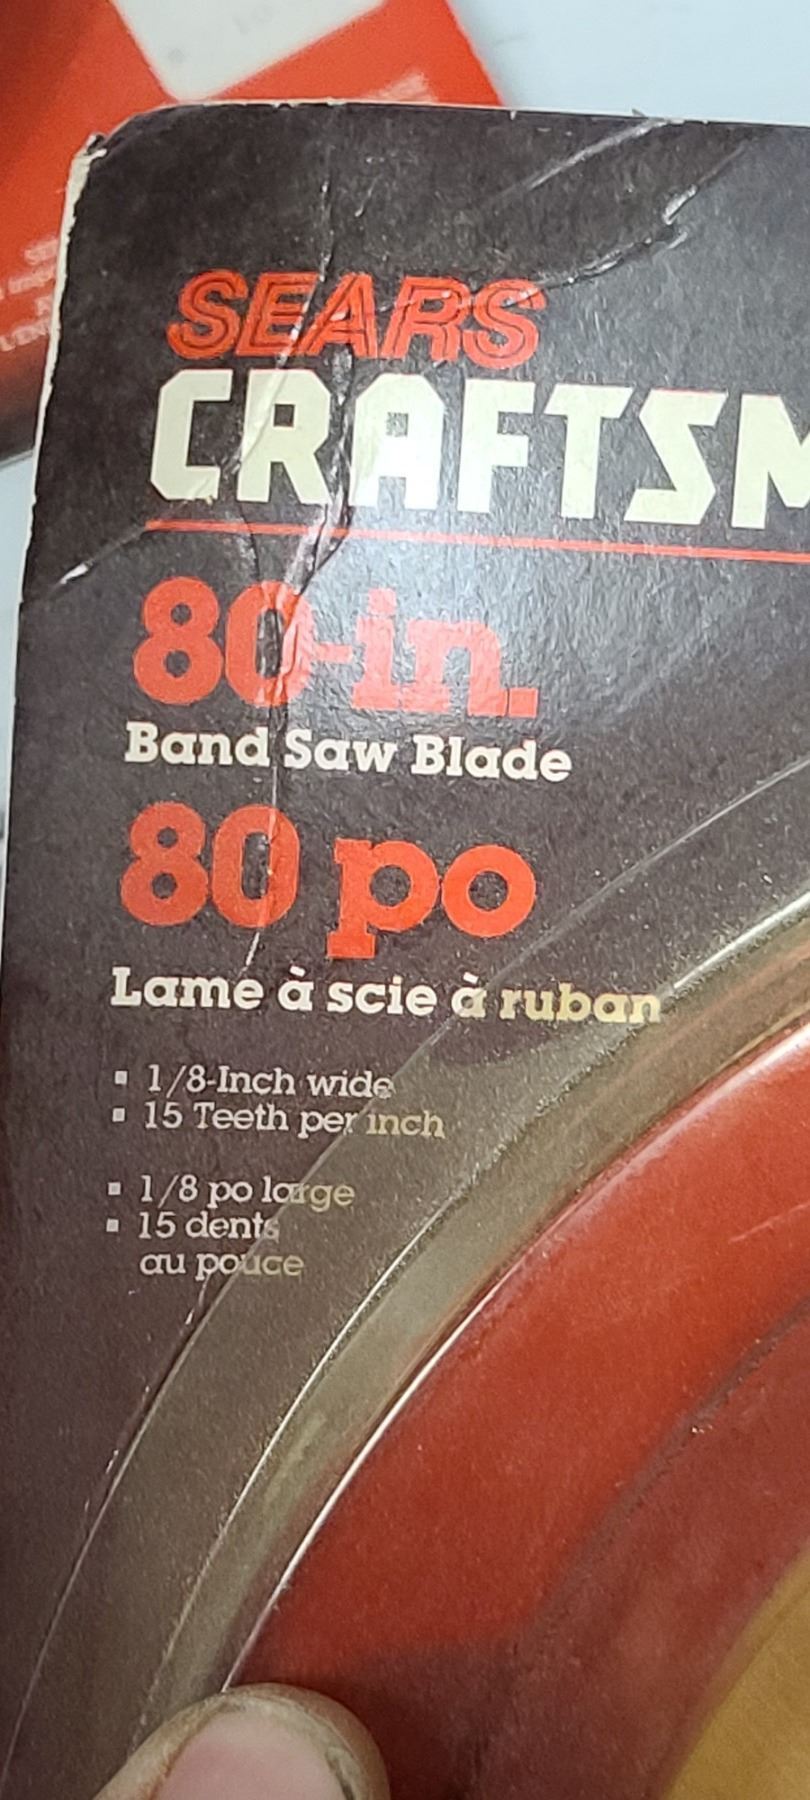 SEARS
CRAFTSM
80-in.
Band Saw Blade
80 po
Lame à scie à ruban
▪ 1/8-Inch wide
▪ 15 Teeth per inch
▪ 1/8 po large
▪ 15 dents
au pouce